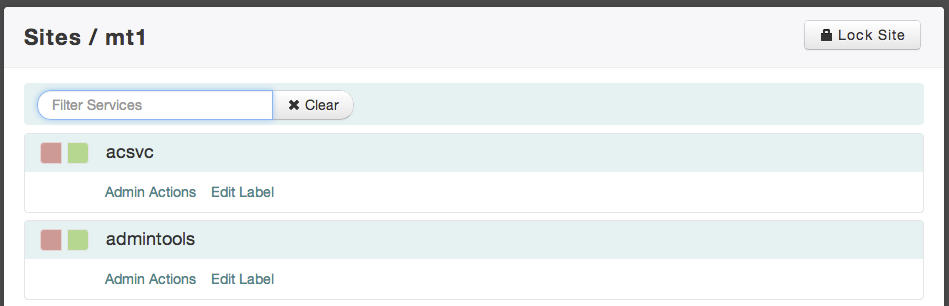 Sites / mt1
Lock Site
Filter Services
Clear
acsvc
Admin Actions Edit Label
admintools
Admin Actions Edit Label